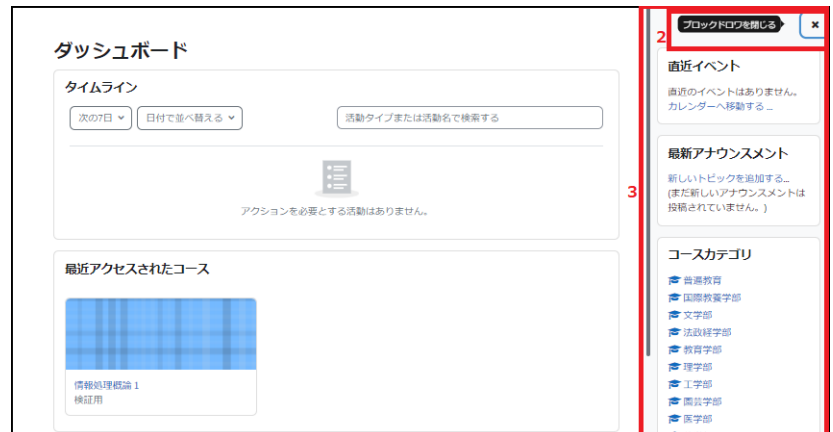 ダッシュボード
タイムライン
次の7日
日付で並べ替える
活動タイプまたは活動名で検索する
アクションを必要とする活動はありません。
最近アクセスされたコース
情報処理概論 1
検証用
2
ブロックドロワを閉じる
×
3
直近イベント
直近のイベントはありません。
カレンダーへ移動する ...
最新アナウンスメント
新しいトピックを追加する...
(まだ新しいアナウンスメントは
投稿されていません。)
コースカテゴリ
普遍教育
国際教養学部
文学部
法政経学部
教育学部
理学部
工学部
園芸学部
医学部